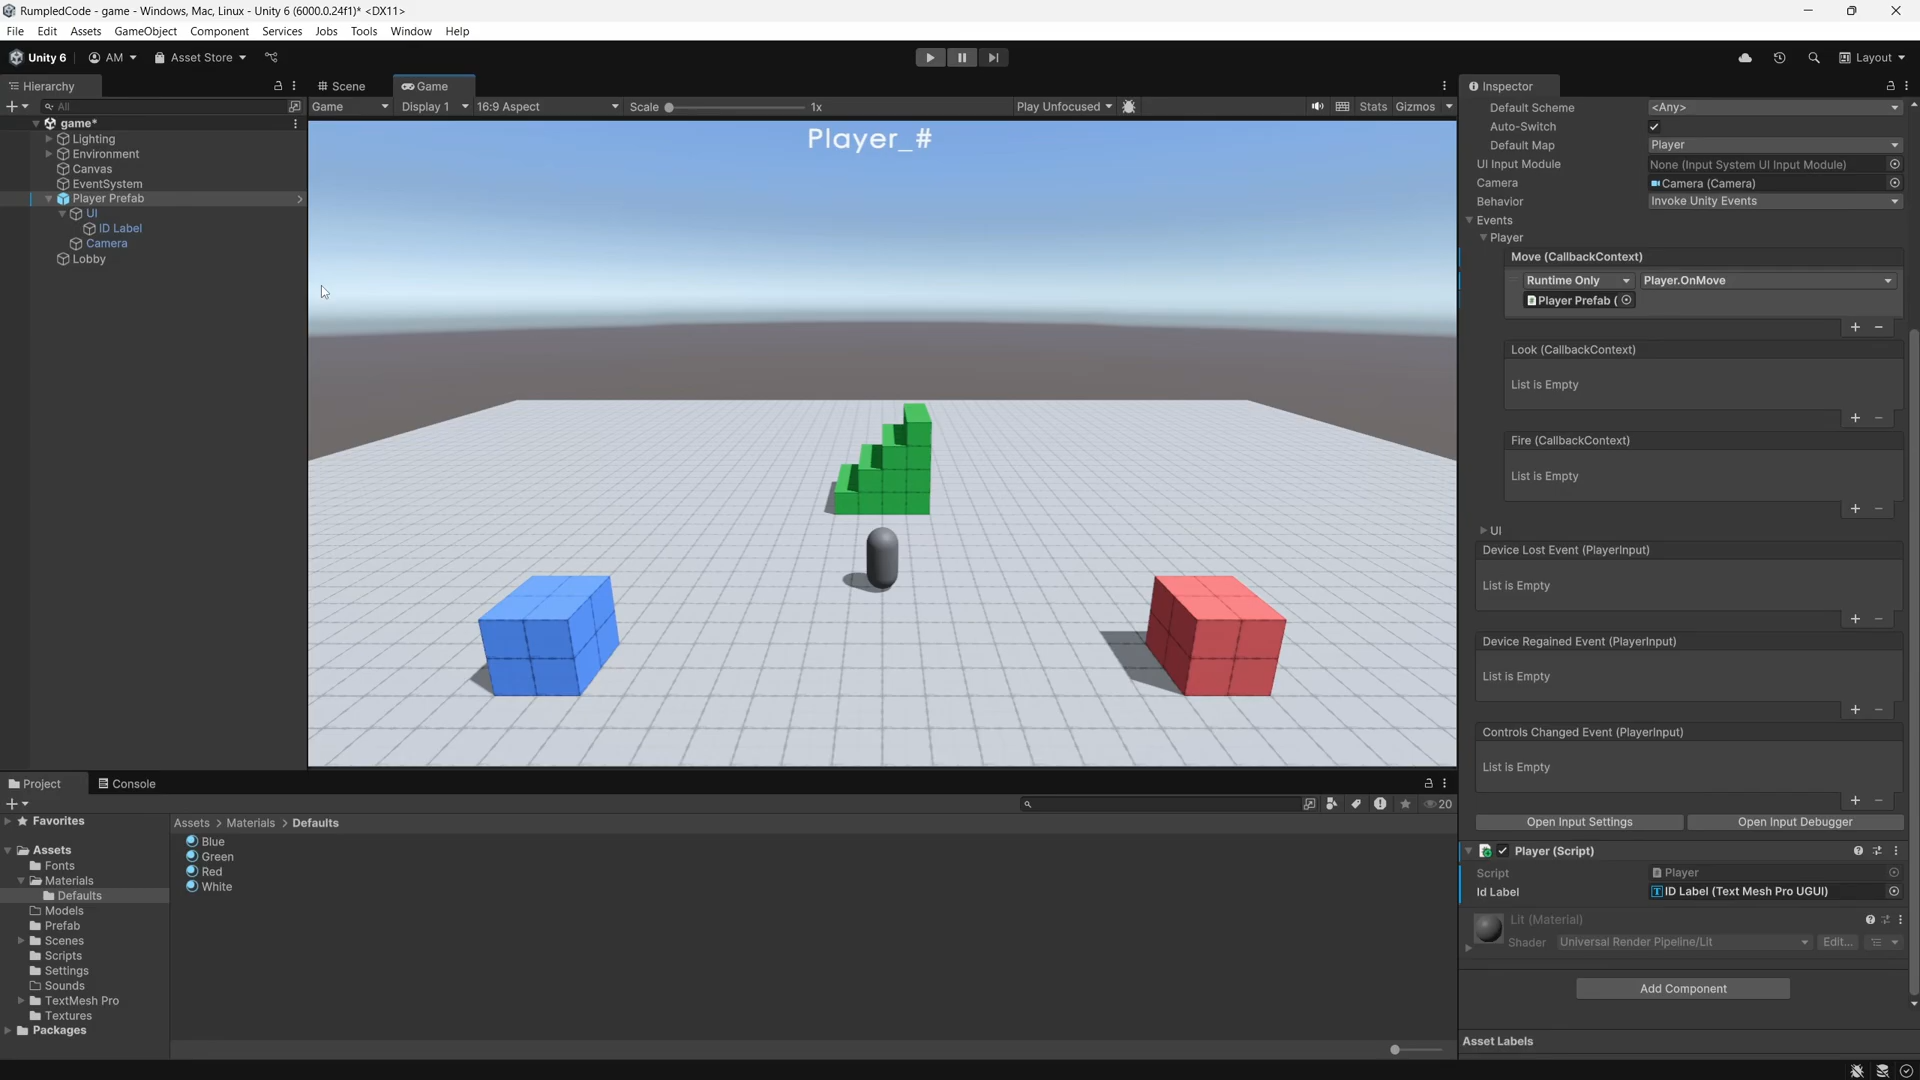 RumpledCode - game - Windows, Mac, Linux - Unity 6 (6000.0.24f1)* <DX11>
File Edit Assets GameObject Component Services Jobs Tools Window Help
Unity 6 AM Asset Store Layout
Hierarchy Scene Game Inspector
All Game Display 1 16:9 Aspect Scale 1x Play Unfocused Stats Gizmos
game*
Lighting
Environment
Canvas
EventSystem
Player Prefab
UI
ID Label
Camera
Lobby
Player_#
Default Scheme <Any>
Auto-Switch
Default Map Player
UI Input Module None (Input System UI Input Module)
Camera Camera (Camera)
Behavior Invoke Unity Events
Events
Player
Move (CallbackContext)
Runtime Only Player.OnMove
Player Prefab (
Look (CallbackContext)
List is Empty
Fire (CallbackContext)
List is Empty
UI
Device Lost Event (PlayerInput)
List is Empty
Device Regained Event (PlayerInput)
List is Empty
Controls Changed Event (PlayerInput)
List is Empty
Open Input Settings Open Input Debugger
Player (Script)
Script Player
Id Label ID Label (Text Mesh Pro UGUI)
Lit (Material)
Shader Universal Render Pipeline/Lit Edit...
Add Component
Asset Labels
Project Console
20
Favorites
Assets
Fonts
Materials
Defaults
Models
Prefab
Scenes
Scripts
Settings
Sounds
TextMesh Pro
Textures
Packages
Assets > Materials > Defaults
Blue
Green
Red
White